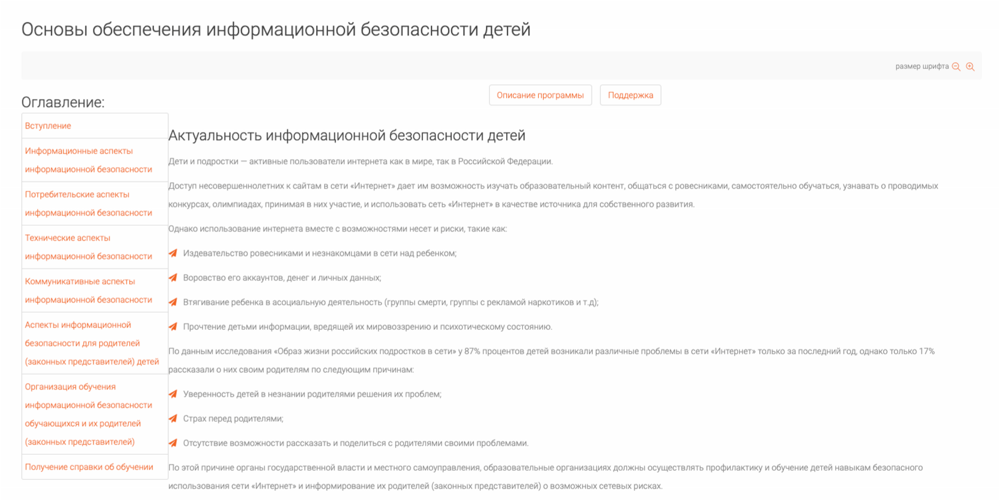 Основы обеспечения информационной безопасности детей
размер шрифта
Описание программы
Поддержка
Оглавление:
Вступление
Информационные аспекты
информационной безопасности
Потребительские аспекты
информационной безопасности
Технические аспекты
информационной безопасности
Коммуникативные аспекты
информационной безопасности
Аспекты информационной
безопасности для родителей
(законных представителей) детей
Организация обучения
информационной безопасности
обучающихся и их родителей
(законных представителей)
Получение справки об обучении
Актуальность информационной безопасности детей
Дети и подростки — активные пользователи интернета как в мире, так в Российской Федерации.
Доступ несовершеннолетних к сайтам в сети «Интернет» дает им возможность изучать образовательный контент, общаться с ровесниками, самостоятельно обучаться, узнавать о проводимых
конкурсах, олимпиадах, принимая в них участие, и использовать сеть «Интернет» в качестве источника для собственного развития.
Однако использование интернета вместе с возможностями несет и риски, такие как:
Издевательство ровесниками и незнакомцами в сети над ребенком;
Воровство его аккаунтов, денег и личных данных;
Втягивание ребенка в асоциальную деятельность (группы смерти, группы с рекламой наркотиков и т.д);
Прочтение детьми информации, вредящей их мировоззрению и психотическому состоянию.
По данным исследования «Образ жизни российских подростков в сети» у 87% процентов детей возникали различные проблемы в сети «Интернет» только за последний год, однако только 17%
рассказали о них своим родителям по следующим причинам:
Уверенность детей в незнании родителями решения их проблем;
Страх перед родителями;
Отсутствие возможности рассказать и поделиться с родителями своими проблемами.
По этой причине органы государственной власти и местного самоуправления, образовательные организациях должны осуществлять профилактику и обучение детей навыкам безопасного
использования сети «Интернет» и информирование их родителей (законных представителей) о возможных сетевых рисках.